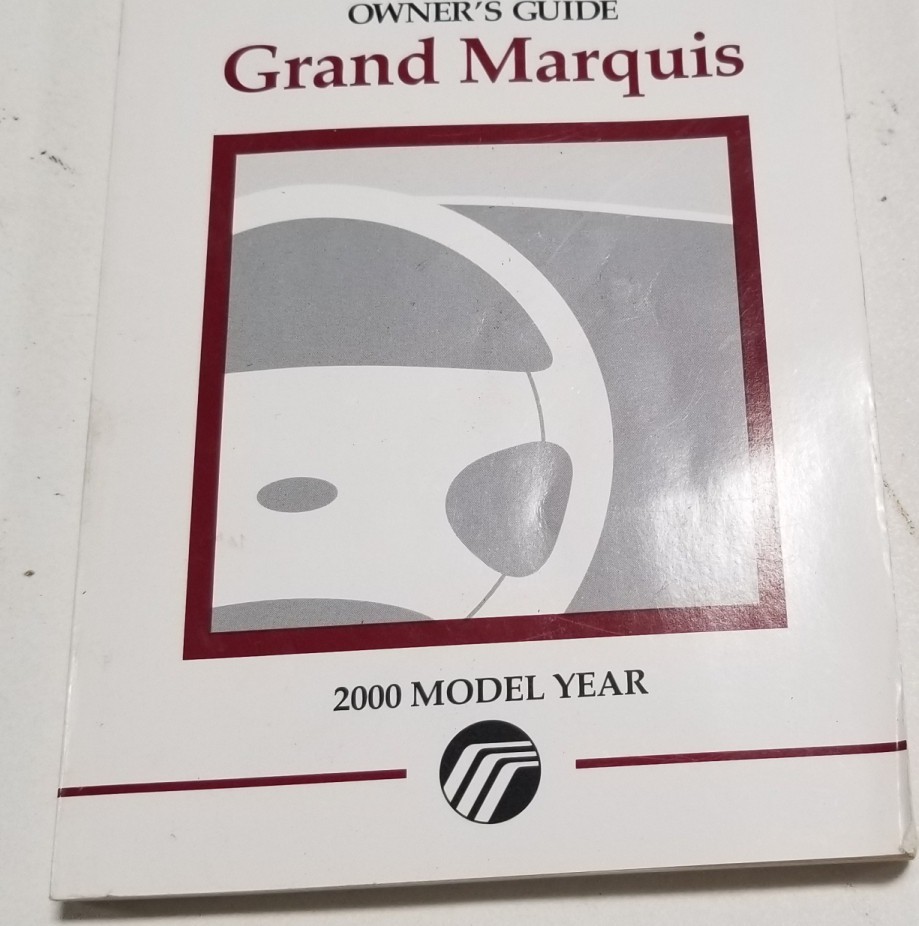 OWNER'S GUIDE
Grand Marquis
2000 MODEL YEAR